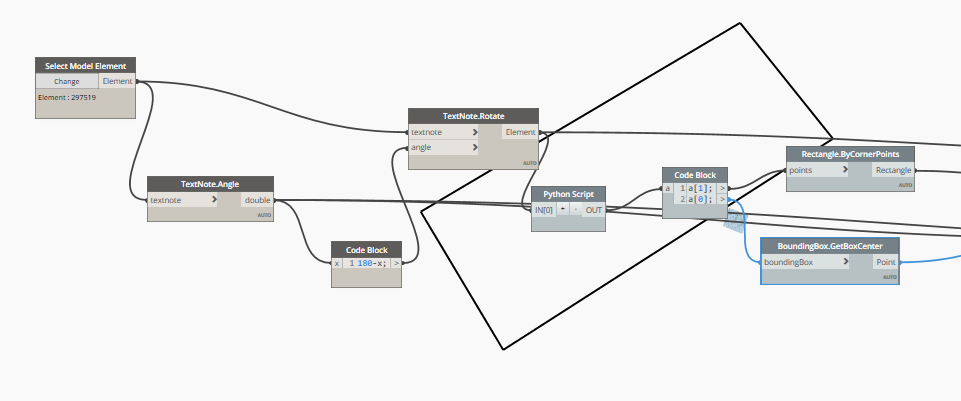 Select Model Element
Change Element
Element : 297519
TextNote.Rotate
textnote > Element
angle >
AUTO
TextNote.Angle
textnote > double
AUTO
Code Block
x 1 180-x; >
Python Script
IN[0] + - OUT
AUTO
Code Block
a 1 a[1]; >
2 a[0]; >
Rectangle.ByCornerPoints
points > Rectangle
AUTO
BoundingBox.GetBoxCenter
boundingBox > Point
AUTO